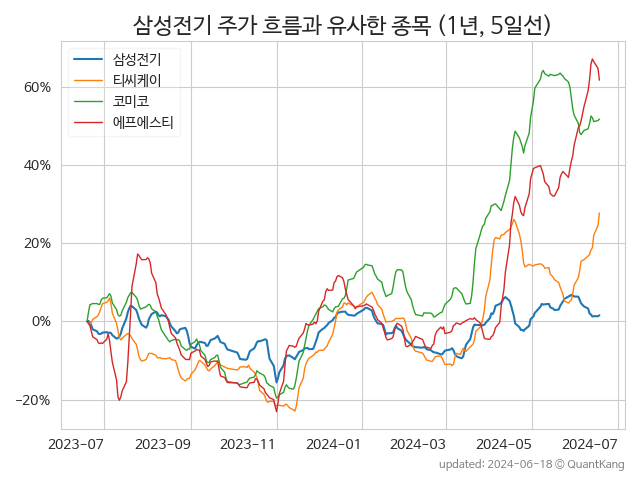 삼성전기 주가 흐름과 유사한 종목 (1년, 5일선)
삼성전기
티씨케이
코미코
에프에스티
60%
40%
20%
0%
−20%
2023-07 2023-09 2023-11 2024-01 2024-03 2024-05 2024-07
updated: 2024-06-18 © QuantKang